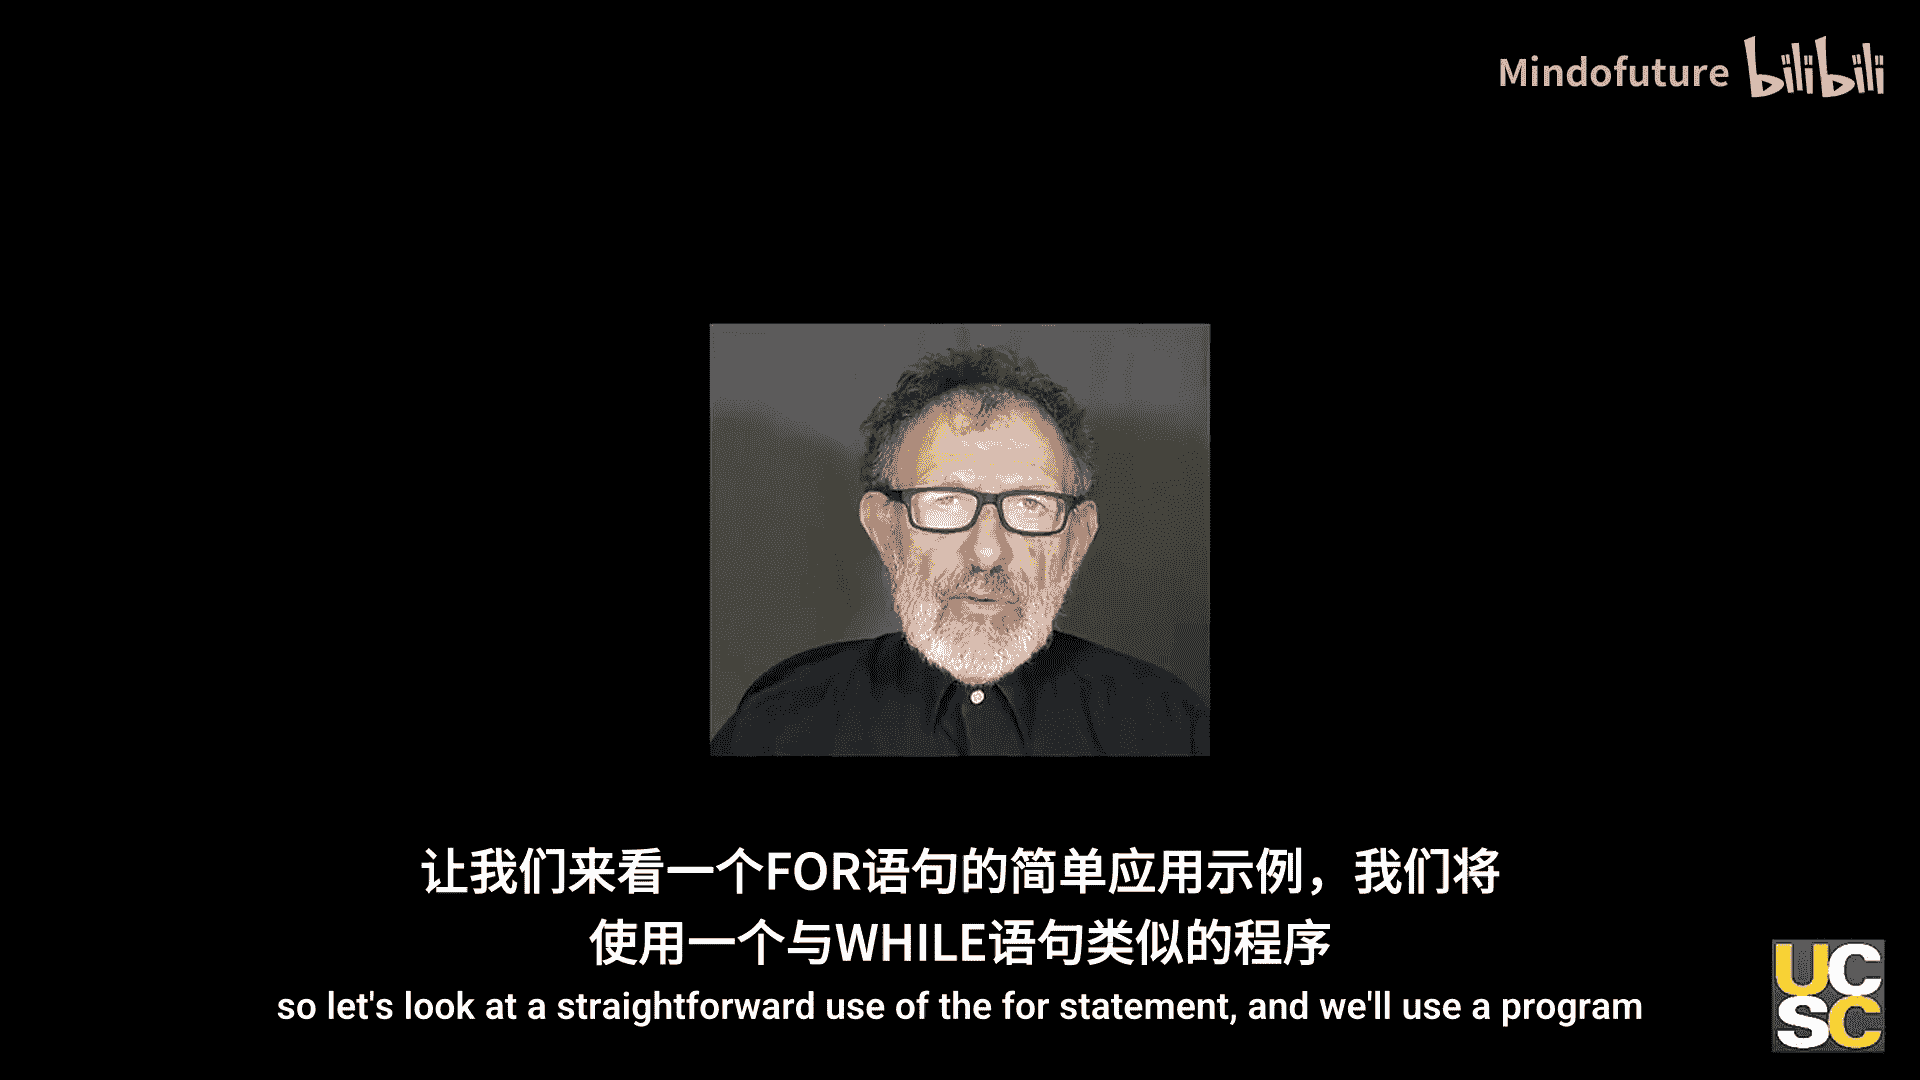 Mindofuture bilibili
让我们来看一个FOR语句的简单应用示例，我们将
使用一个与WHILE语句类似的程序
so let's look at a straightforward use of the for statement, and we'll use a program
UC
SC